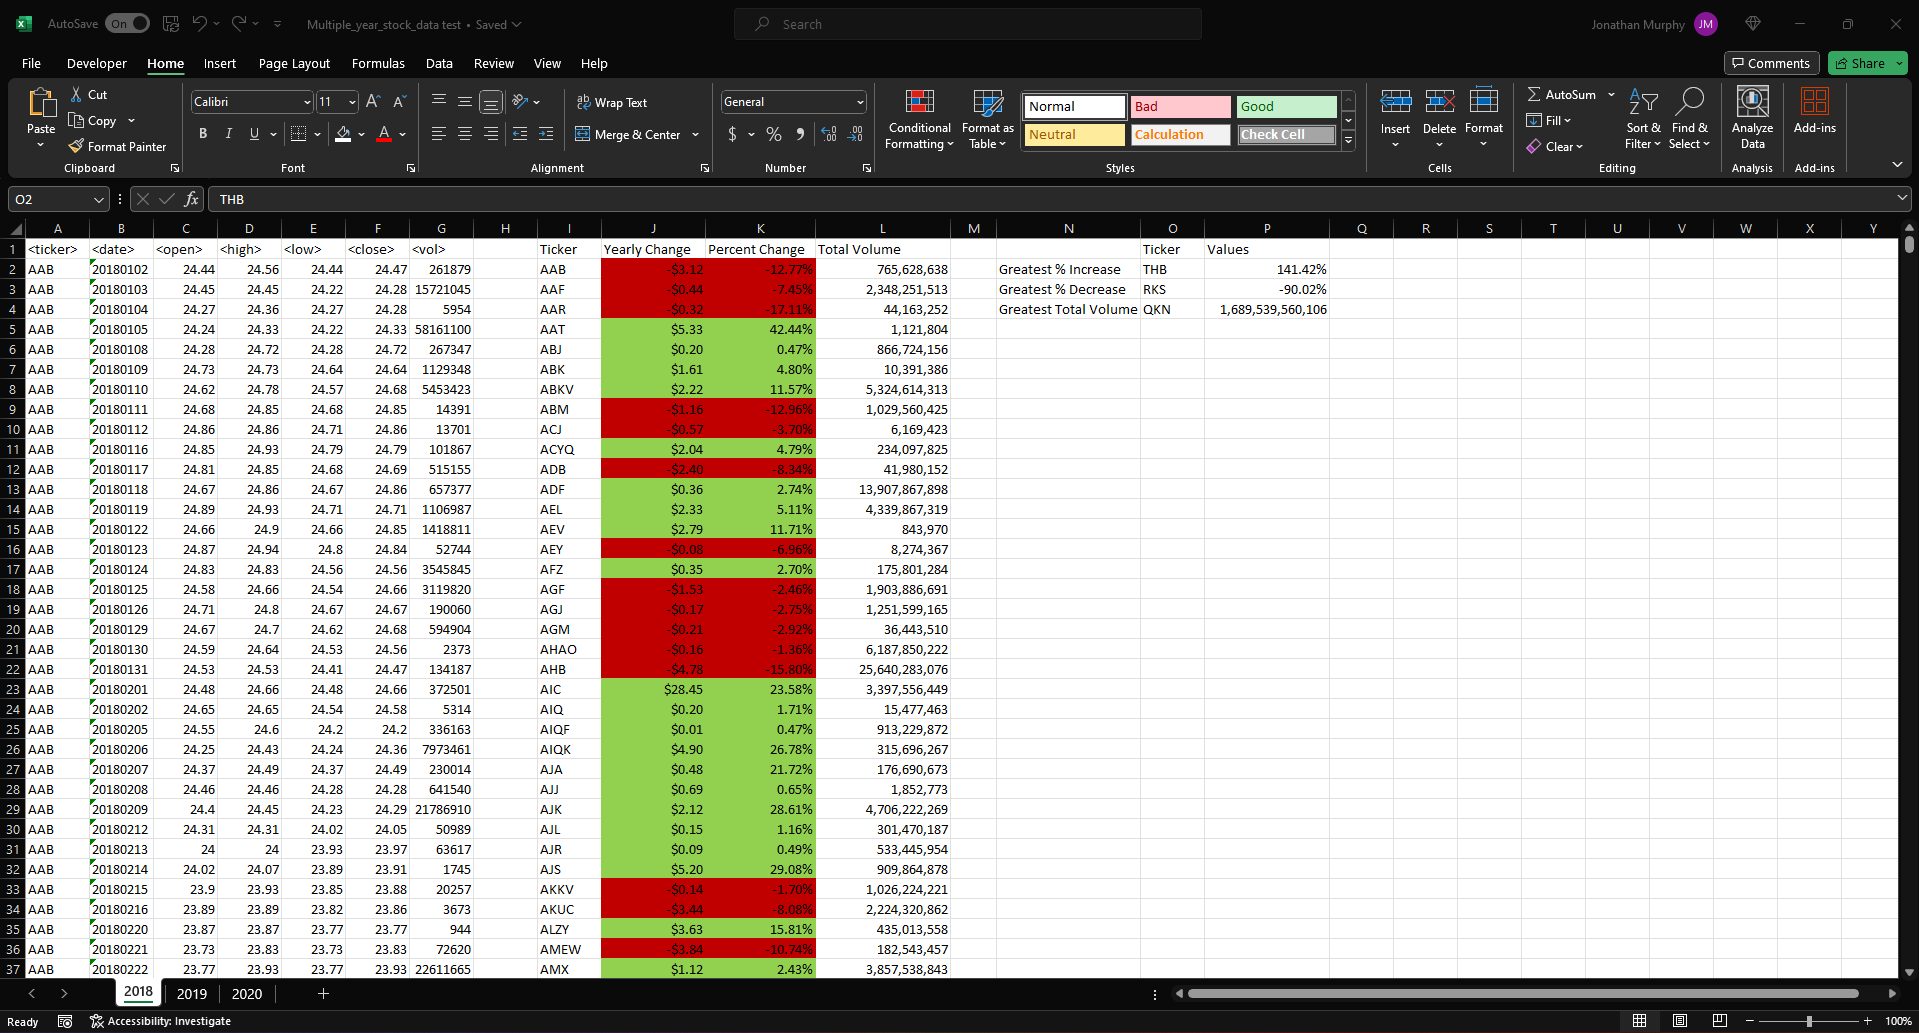 AutoSave On Multiple_year_stock_data test • Saved Search Jonathan Murphy JM
File Developer Home Insert Page Layout Formulas Data Review View Help Comments Share
Paste Cut Copy Format Painter Clipboard
Calibri 11 B I U A Font
Wrap Text Merge & Center Alignment
General $ % Number
Conditional Formatting Format as Table Normal Bad Good Neutral Calculation Check Cell Styles
Insert Delete Format Cells
AutoSum Fill Clear Sort & Filter Find & Select Editing
Analyze Data Analysis
Add-ins Add-ins
O2 fx THB
A B C D E F G H I J K L M N O P Q R S T U V W X Y
1 <ticker> <date> <open> <high> <low> <close> <vol> Ticker Yearly Change Percent Change Total Volume Ticker Values
2 AAB 20180102 24.44 24.56 24.44 24.47 261879 AAB -$3.12 -12.77% 765,628,638 Greatest % Increase THB 141.42%
3 AAB 20180103 24.45 24.45 24.22 24.28 15721045 AAF -$0.44 -7.45% 2,348,251,513 Greatest % Decrease RKS -90.02%
4 AAB 20180104 24.27 24.36 24.27 24.28 5954 AAR -$0.32 -17.11% 44,163,252 Greatest Total Volume QKN 1,689,539,560,106
5 AAB 20180105 24.24 24.33 24.22 24.33 58161100 AAT $5.33 42.44% 1,121,804
6 AAB 20180108 24.28 24.72 24.28 24.72 267347 ABJ $0.20 0.47% 866,724,156
7 AAB 20180109 24.73 24.73 24.64 24.64 1129348 ABK $1.61 4.80% 10,391,386
8 AAB 20180110 24.62 24.78 24.57 24.68 5453423 ABKV $2.22 11.57% 5,324,614,313
9 AAB 20180111 24.68 24.85 24.68 24.85 14391 ABM -$1.16 -12.96% 1,029,560,425
10 AAB 20180112 24.86 24.86 24.71 24.86 13701 ACJ -$0.57 -3.70% 6,169,423
11 AAB 20180116 24.85 24.93 24.79 24.79 101867 ACYQ $2.04 4.79% 234,097,825
12 AAB 20180117 24.81 24.85 24.68 24.69 515155 ADB -$2.40 -8.34% 41,980,152
13 AAB 20180118 24.67 24.86 24.67 24.86 657377 ADF $0.36 2.74% 13,907,867,898
14 AAB 20180119 24.89 24.93 24.71 24.71 1106987 AEL $2.33 5.11% 4,339,867,319
15 AAB 20180122 24.66 24.9 24.66 24.85 1418811 AEV $2.79 11.71% 843,970
16 AAB 20180123 24.87 24.94 24.8 24.84 52744 AEY -$0.08 -6.96% 8,274,367
17 AAB 20180124 24.83 24.83 24.56 24.56 3545845 AFZ $0.35 2.70% 175,801,284
18 AAB 20180125 24.58 24.66 24.54 24.66 3119820 AGF -$1.53 -2.46% 1,903,886,691
19 AAB 20180126 24.71 24.8 24.67 24.67 190060 AGJ -$0.17 -2.75% 1,251,599,165
20 AAB 20180129 24.67 24.7 24.62 24.68 594904 AGM -$0.21 -2.92% 36,443,510
21 AAB 20180130 24.59 24.64 24.53 24.56 2373 AHAO -$0.16 -1.36% 6,187,850,222
22 AAB 20180131 24.53 24.53 24.41 24.47 134187 AHB -$4.78 -15.80% 25,640,283,076
23 AAB 20180201 24.48 24.66 24.48 24.66 372501 AIC $28.45 23.58% 3,397,556,449
24 AAB 20180202 24.65 24.65 24.54 24.58 5314 AIQ $0.20 1.71% 15,477,463
25 AAB 20180205 24.55 24.6 24.2 24.2 336163 AIQF $0.01 0.47% 913,229,872
26 AAB 20180206 24.25 24.43 24.24 24.36 7973461 AIQK $4.90 26.78% 315,696,267
27 AAB 20180207 24.37 24.49 24.37 24.49 230014 AJA $0.48 21.72% 176,690,673
28 AAB 20180208 24.46 24.46 24.28 24.28 641540 AJJ $0.69 0.65% 1,852,773
29 AAB 20180209 24.4 24.45 24.23 24.29 21786910 AJK $2.12 28.61% 4,706,222,269
30 AAB 20180212 24.31 24.31 24.02 24.05 50989 AJL $0.15 1.16% 301,470,187
31 AAB 20180213 24 24 23.93 23.97 63617 AJR $0.09 0.49% 533,445,954
32 AAB 20180214 24.02 24.07 23.89 23.91 1745 AJS $5.20 29.08% 909,864,878
33 AAB 20180215 23.9 23.93 23.85 23.88 20257 AKKV -$0.14 -1.70% 1,026,224,221
34 AAB 20180216 23.89 23.89 23.82 23.86 3673 AKUC -$3.44 -8.08% 2,224,320,862
35 AAB 20180220 23.87 23.87 23.77 23.77 944 ALZY $3.63 15.81% 435,013,558
36 AAB 20180221 23.73 23.83 23.73 23.83 72620 AMEW -$3.84 -10.74% 182,543,457
37 AAB 20180222 23.77 23.93 23.77 23.93 22611665 AMX $1.12 2.43% 3,857,538,843
2018 2019 2020
Ready Accessibility: Investigate 100%